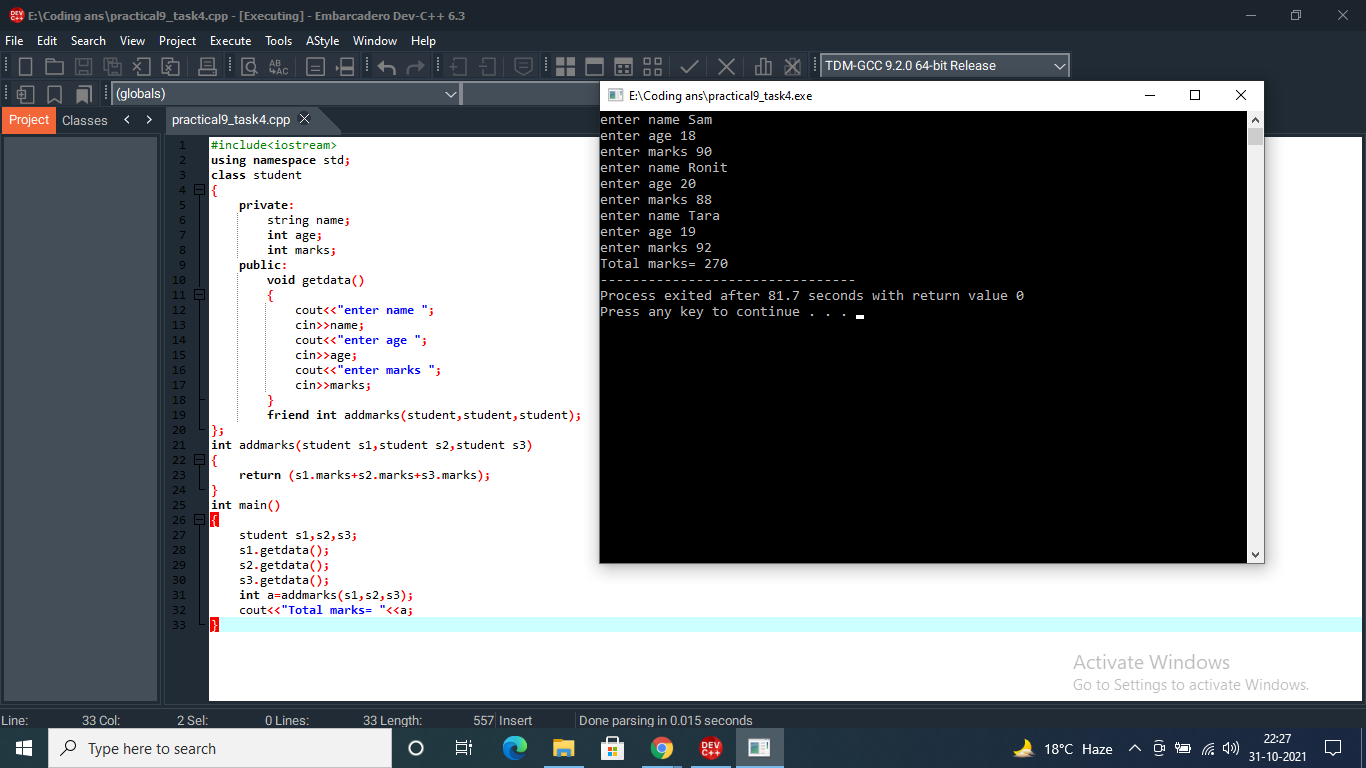 E:\Coding ans\practical9_task4.cpp - [Executing] - Embarcadero Dev-C++ 6.3
File Edit Search View Project Execute Tools AStyle Window Help
TDM-GCC 9.2.0 64-bit Release
(globals)
Project Classes
practical9_task4.cpp
1 #include<iostream>
2 using namespace std;
3 class student
4 {
5     private:
6         string name;
7         int age;
8         int marks;
9     public:
10         void getdata()
11         {
12             cout<<"enter name ";
13             cin>>name;
14             cout<<"enter age ";
15             cin>>age;
16             cout<<"enter marks ";
17             cin>>marks;
18         }
19         friend int addmarks(student,student,student);
20 };
21 int addmarks(student s1,student s2,student s3)
22 {
23     return (s1.marks+s2.marks+s3.marks);
24 }
25 int main()
26 {
27     student s1,s2,s3;
28     s1.getdata();
29     s2.getdata();
30     s3.getdata();
31     int a=addmarks(s1,s2,s3);
32     cout<<"Total marks= "<<a;
33 }
E:\Coding ans\practical9_task4.exe
enter name Sam
enter age 18
enter marks 90
enter name Ronit
enter age 20
enter marks 88
enter name Tara
enter age 19
enter marks 92
Total marks= 270
--------------------------------
Process exited after 81.7 seconds with return value 0
Press any key to continue . . .
Activate Windows
Go to Settings to activate Windows.
Line: 33 Col: 2 Sel: 0 Lines: 33 Length: 557 Insert Done parsing in 0.015 seconds
Type here to search
DEV C++
18°C Haze
22:27
31-10-2021